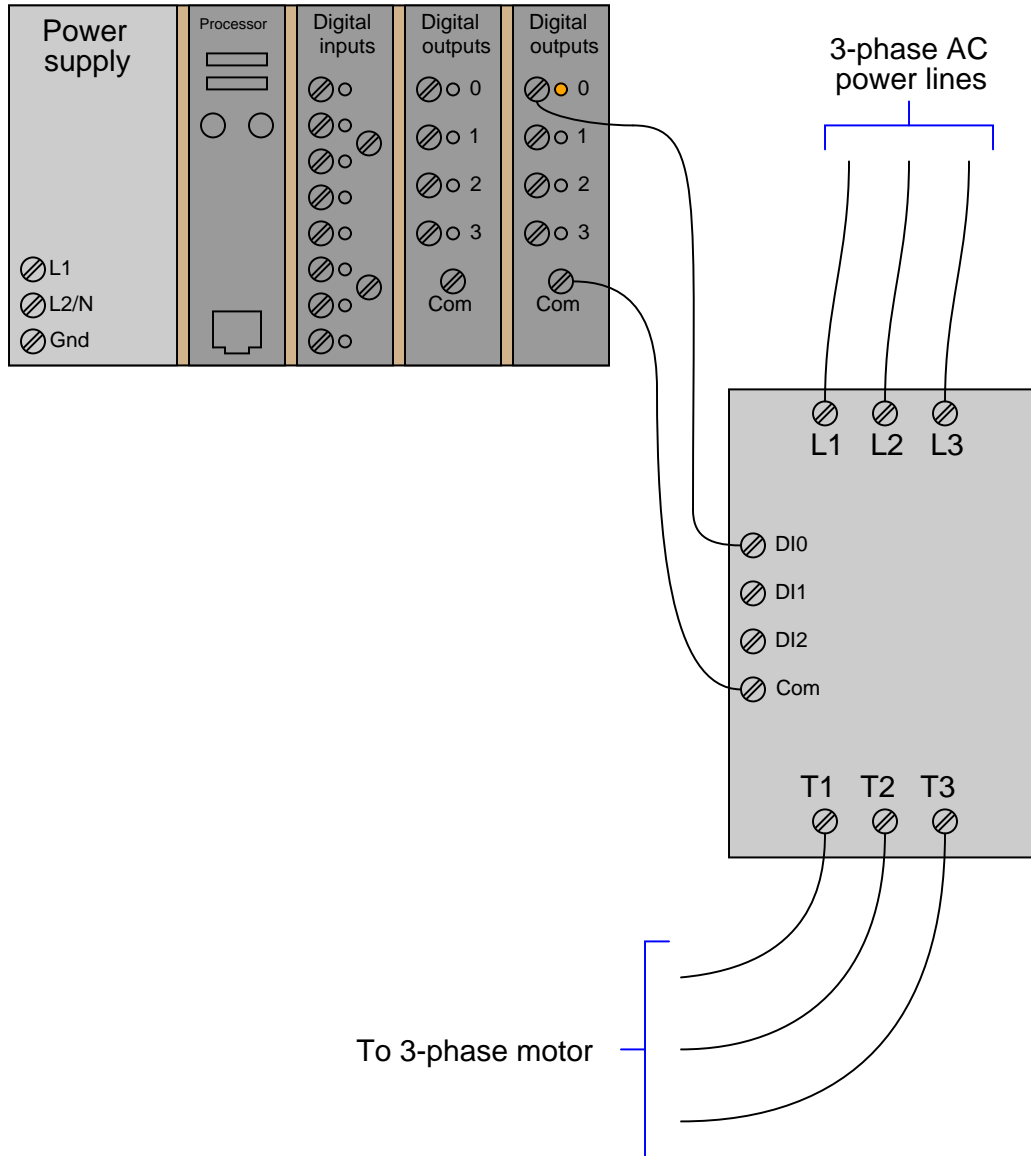 Power
supply
L1
L2/N
Gnd
Processor
Digital
inputs
Digital
outputs
0
1
2
3
Com
Digital
outputs
0
1
2
3
Com
3-phase AC
power lines
L1 L2 L3
DI0
DI1
DI2
Com
T1 T2 T3
To 3-phase motor